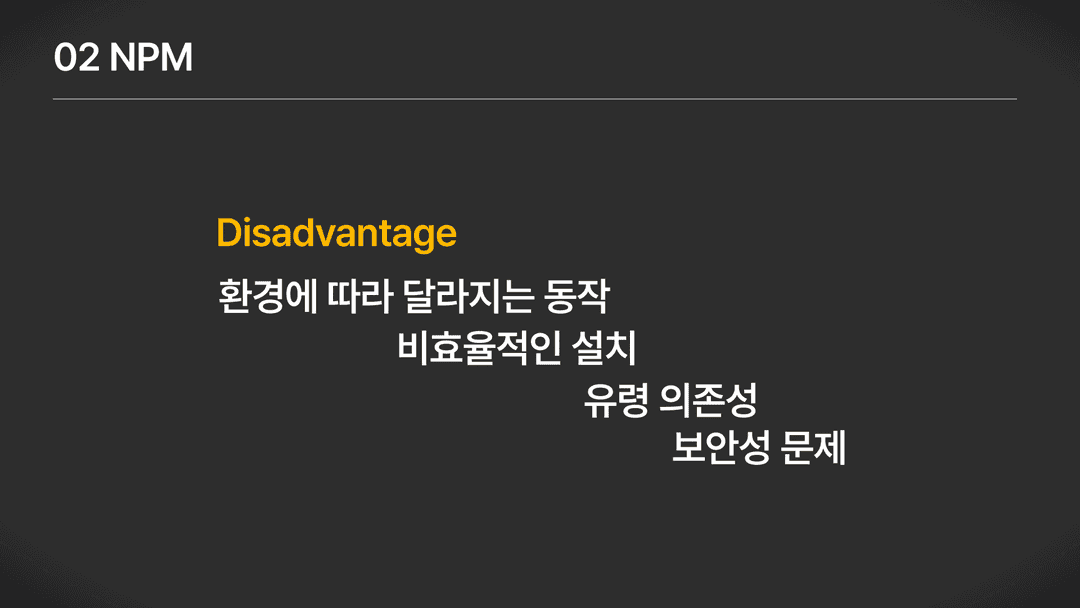 02 NPM
Disadvantage
환경에 따라 달라지는 동작
비효율적인 설치
유령 의존성
보안성 문제